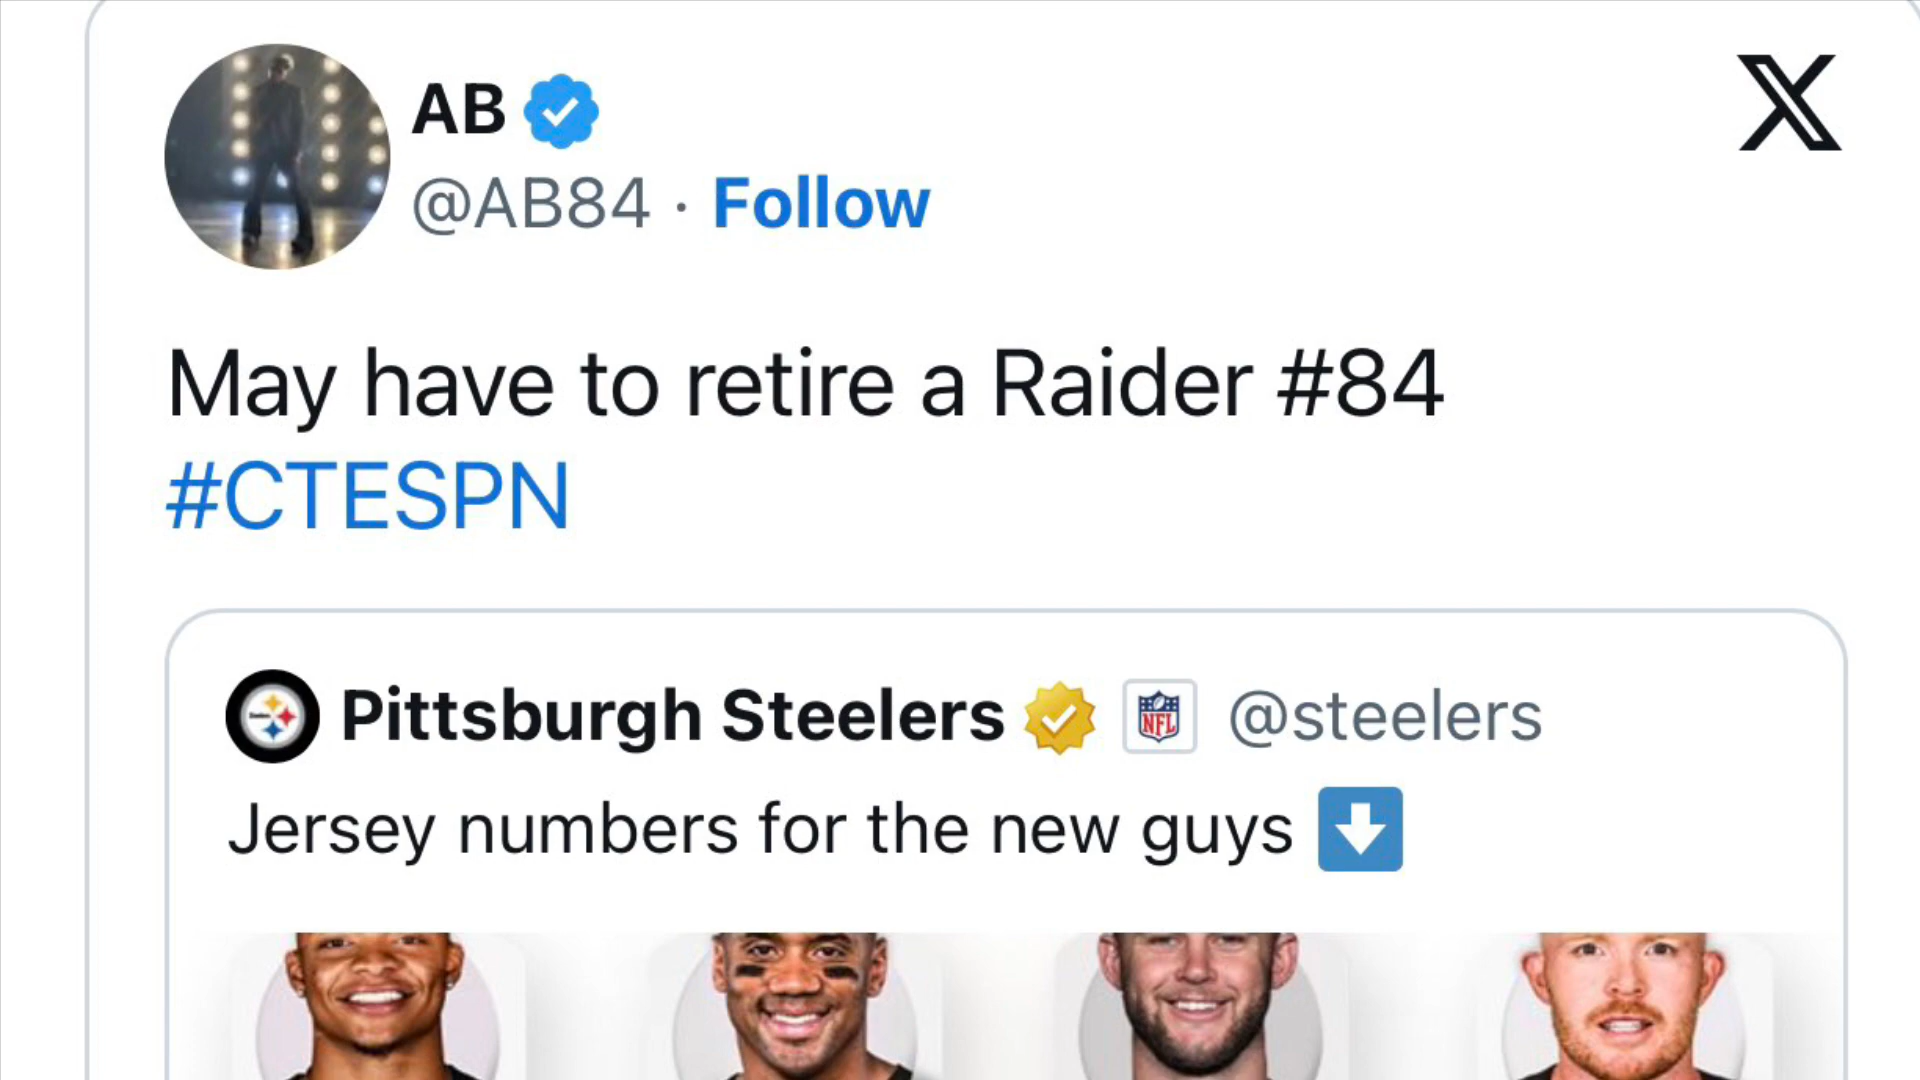 AB
@AB84 · Follow
May have to retire a Raider #84
#CTESPN
Pittsburgh Steelers NFL @steelers
Jersey numbers for the new guys